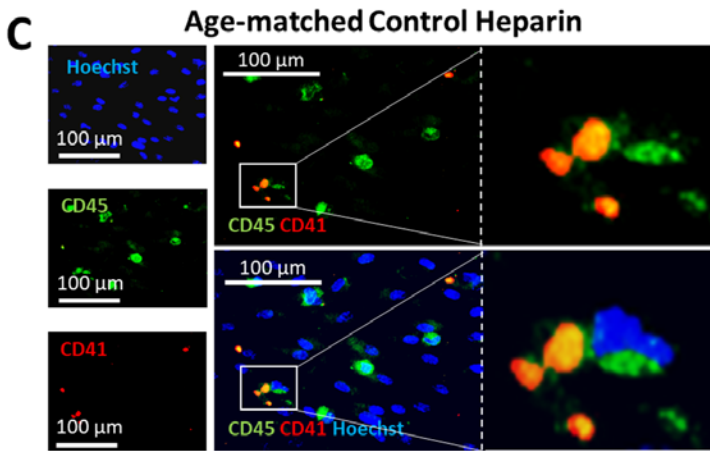 C
Age-matched Control Heparin
Hoechst
100 µm
CD45
100 µm
CD41
100 µm
100 µm
CD45 CD41
100 µm
CD45 CD41 Hoechst